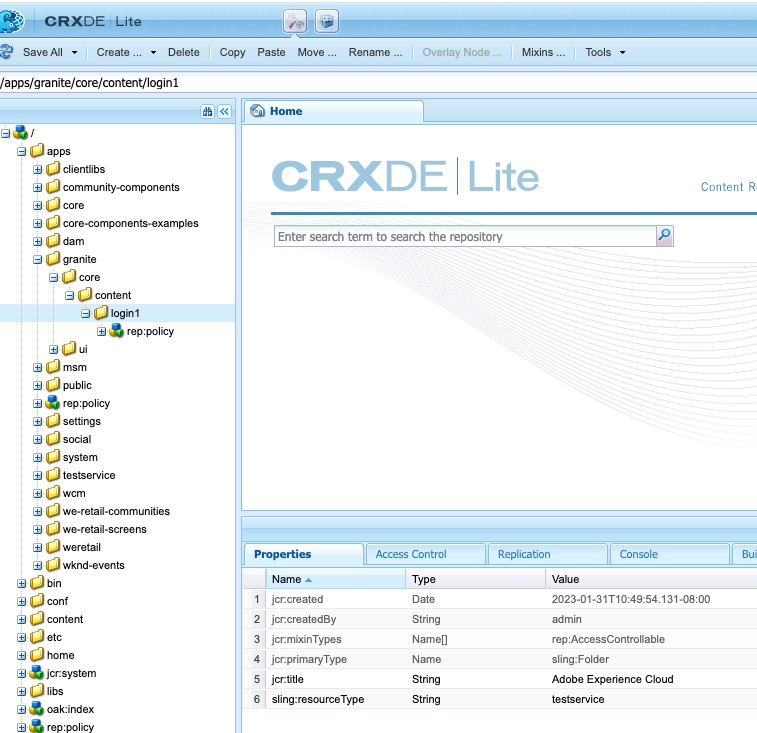 CRXDE | Lite
Save All Create ... Delete Copy Paste Move ... Rename ... Overlay Node ... Mixins ... Tools
/apps/granite/core/content/login1
Home
/
apps
clientlibs
community-components
core
core-components-examples
dam
granite
core
content
login1
rep:policy
ui
msm
public
rep:policy
settings
social
system
testservice
wcm
we-retail-communities
we-retail-screens
weretail
wknd-events
bin
conf
content
etc
home
jcr:system
libs
oak:index
rep:policy
CRXDE | Lite
Content R
Enter search term to search the repository
Properties Access Control Replication Console Bui
Name Type Value
1 jcr:created Date 2023-01-31T10:49:54.131-08:00
2 jcr:createdBy String admin
3 jcr:mixinTypes Name[] rep:AccessControllable
4 jcr:primaryType Name sling:Folder
5 jcr:title String Adobe Experience Cloud
6 sling:resourceType String testservice